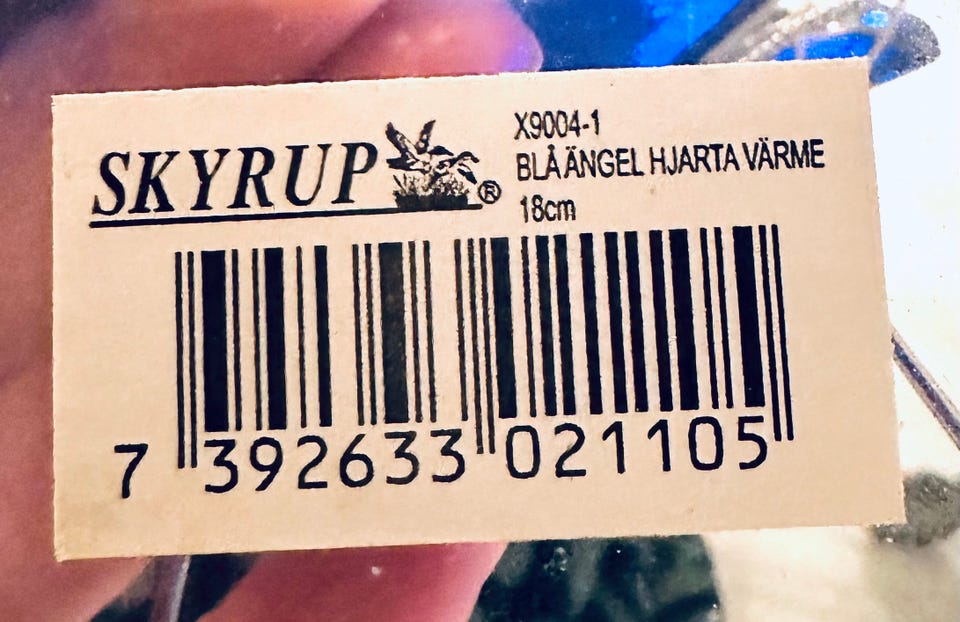 SKYRUP®
X9004-1
BLÅ ÄNGEL HJARTA VÄRME
18cm
7 392633 021105